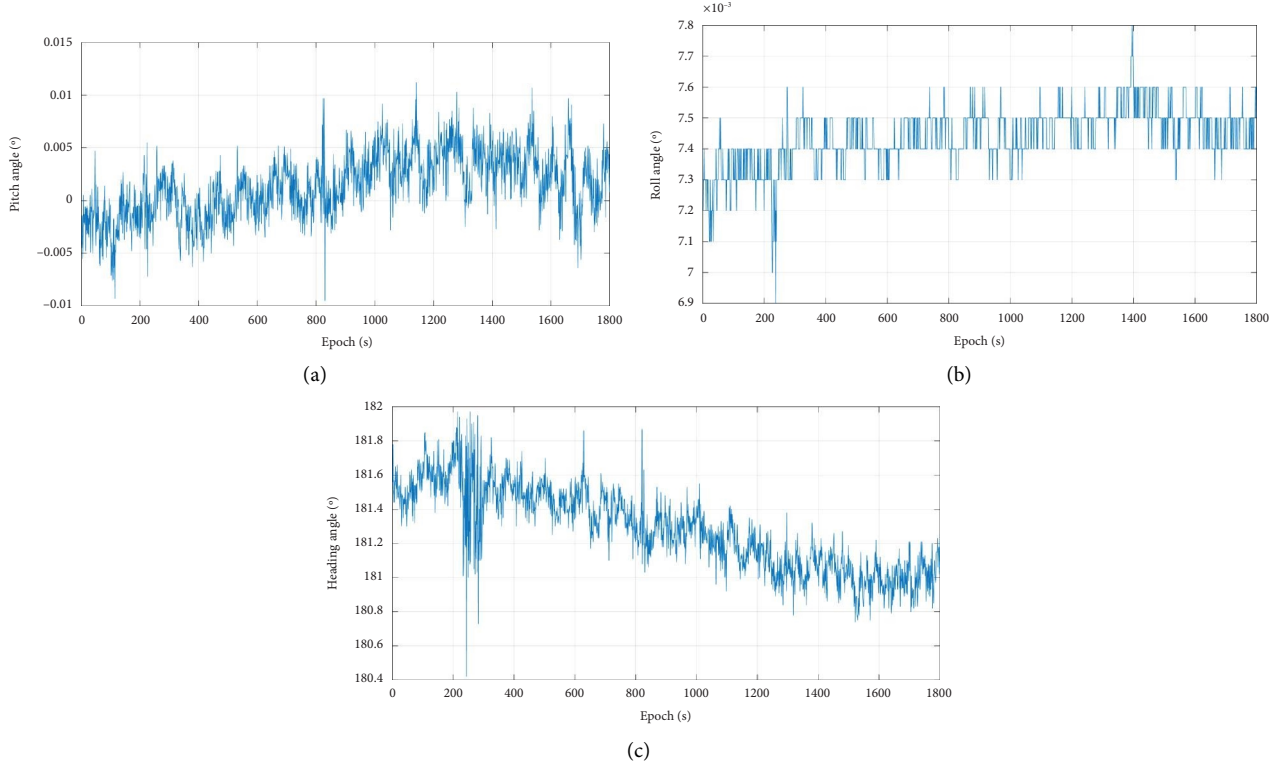 0.015
0.01
0.005
0
–0.005
–0.01
Pitch angle (º)
0 200 400 600 800 1000 1200 1400 1600 1800
Epoch (s)
(a)
×10⁻³
7.8
7.7
7.6
7.5
7.4
7.3
7.2
7.1
7
6.9
Roll angle (º)
0 200 400 600 800 1000 1200 1400 1600 1800
Epoch (s)
(b)
182
181.8
181.6
181.4
181.2
181
180.8
180.6
180.4
Heading angle (º)
0 200 400 600 800 1000 1200 1400 1600 1800
Epoch (s)
(c)